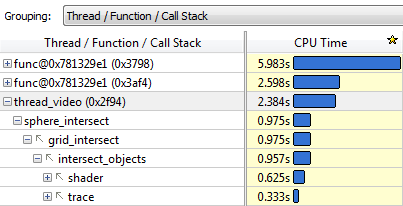 Grouping: Thread / Function / Call Stack
Thread / Function / Call Stack CPU Time
func@0x781329e1 (0x3798) 5.983s
func@0x781329e1 (0x3af4) 2.598s
thread_video (0x2f94) 2.384s
sphere_intersect 0.975s
grid_intersect 0.975s
intersect_objects 0.957s
shader 0.625s
trace 0.333s